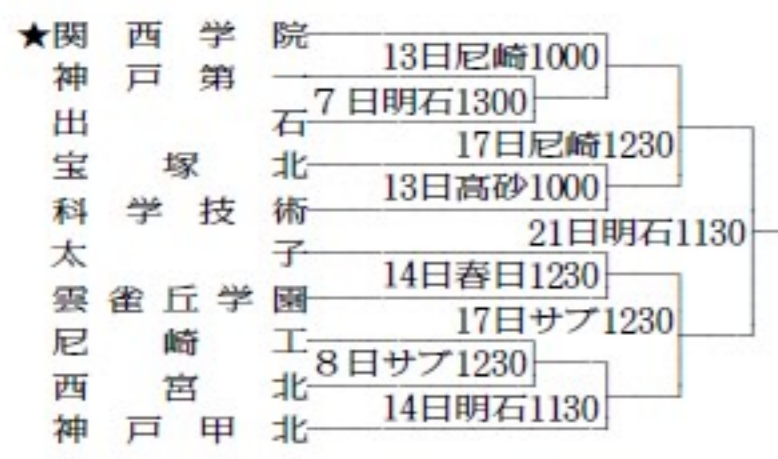 ★関西学院
13日尼崎1000
神戸第一
7日明石1300
出石
17日尼崎1230
宝塚北
13日高砂1000
科学技術
21日明石1130
太子
14日春日1230
雲雀丘学園
17日サブ1230
尼崎工
8日サブ1230
西宮北
14日明石1130
神戸甲北